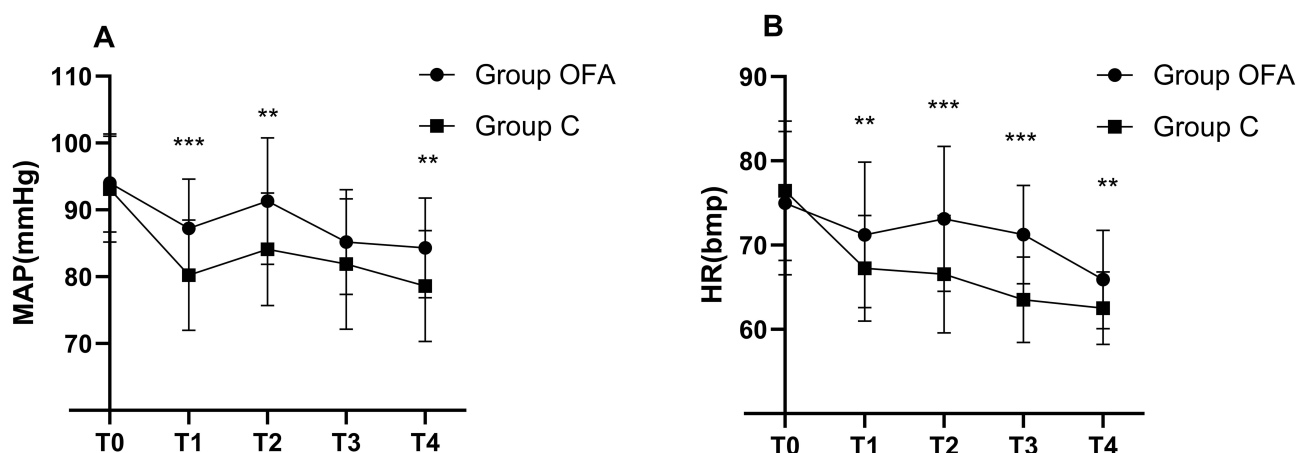 A
MAP(mmHg)
110
100
90
80
70
T0 T1 T2 T3 T4
***
**
**
Group OFA
Group C
B
HR(bmp)
90
80
70
60
T0 T1 T2 T3 T4
**
***
***
**
Group OFA
Group C